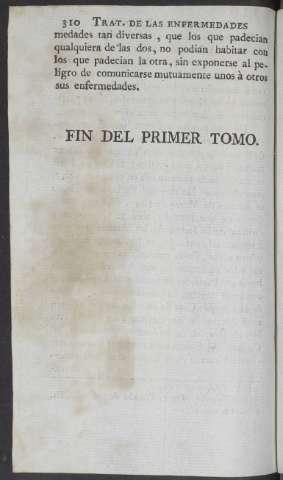 310 TRAT. DE LAS ENFERMEDADES
medades tan diversas, que los que padecian
qualquiera de las dos, no podian habitar con
los que padecian la otra, sin exponerse al pe-
ligro de comunicarse mutuamente unos à otros
sus enfermedades.
FIN DEL PRIMER TOMO.